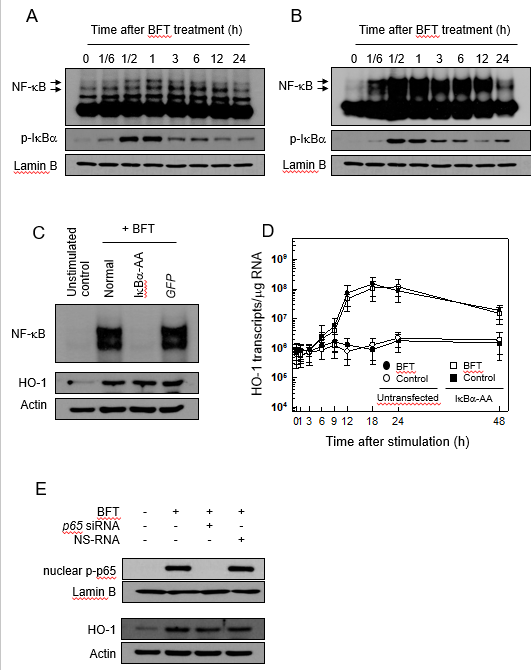 A
Time after BFT treatment (h)
0 1/6 1/2 1 3 6 12 24
NF-κB
p-IκBα
Lamin B
B
Time after BFT treatment (h)
0 1/6 1/2 1 3 6 12 24
NF-κB
p-IκBα
Lamin B
C
Unstimulated control
+ BFT
Normal
IκBα-AA
GFP
NF-κB
HO-1
Actin
D
HO-1 transcripts/µg RNA
10⁹
10⁸
10⁷
10⁶
10⁵
10⁴
BFT
Control
Untransfected
BFT
Control
IκBα-AA
0 1 3 6 9 12 18 24 48
Time after stimulation (h)
E
BFT - + + +
p65 siRNA - - + -
NS-RNA - - - +
nuclear p-p65
Lamin B
HO-1
Actin